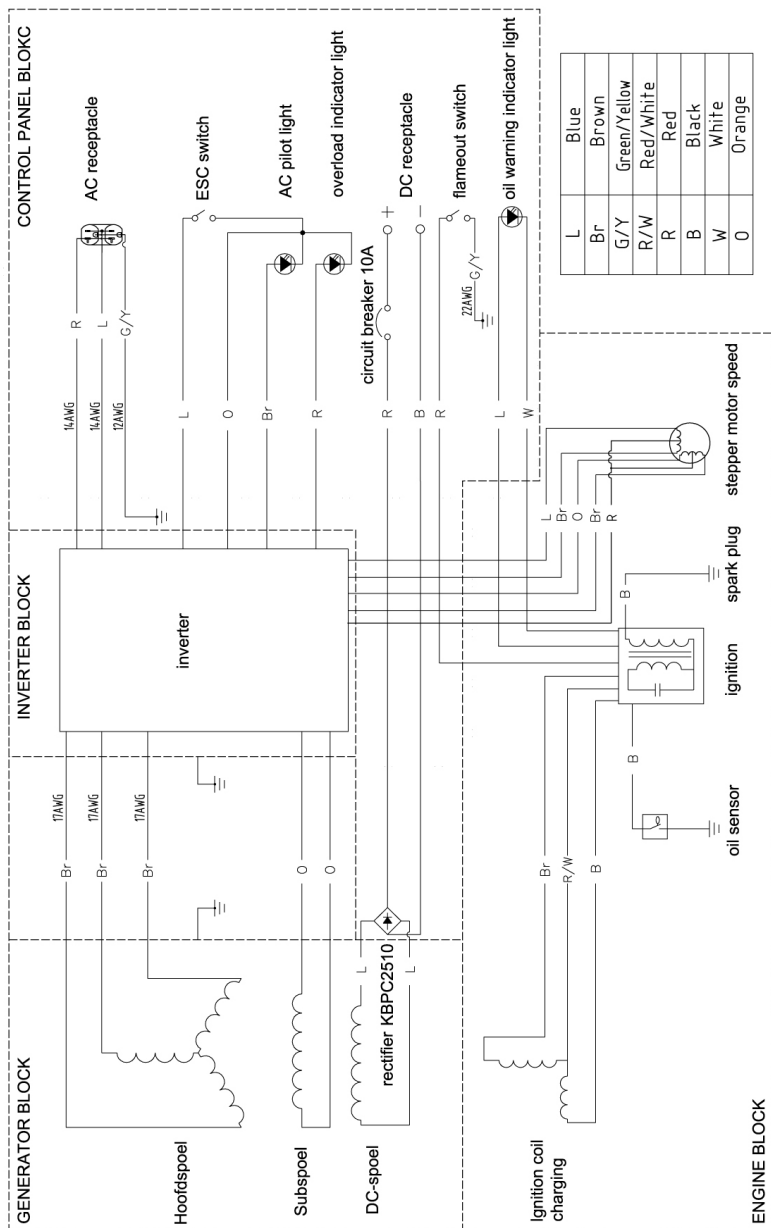 CONTROL PANEL BLOKC
AC receptacle
ESC switch
AC pilot light
overload indicator light
DC receptacle
flameout switch
oil warning indicator light
R
L
G/Y
14AWG
14AWG
12AWG
L
O
Br
R
circuit breaker 10A
+
–
R
B
R
22AWG
G/Y
L
W
L Blue
Br Brown
G/Y Green/Yellow
R/W Red/White
R Red
B Black
W White
O Orange
INVERTER BLOCK
inverter
L
Br
O
Br
R
stepper motor speed
spark plug
B
ignition
B
oil sensor
17AWG
17AWG
17AWG
Br
Br
Br
O
O
Br
R/W
B
GENERATOR BLOCK
Hoofdspoel
Subspoel
DC-spoel
L
L
rectifier KBPC2510
Ignition coil
charging
ENGINE BLOCK